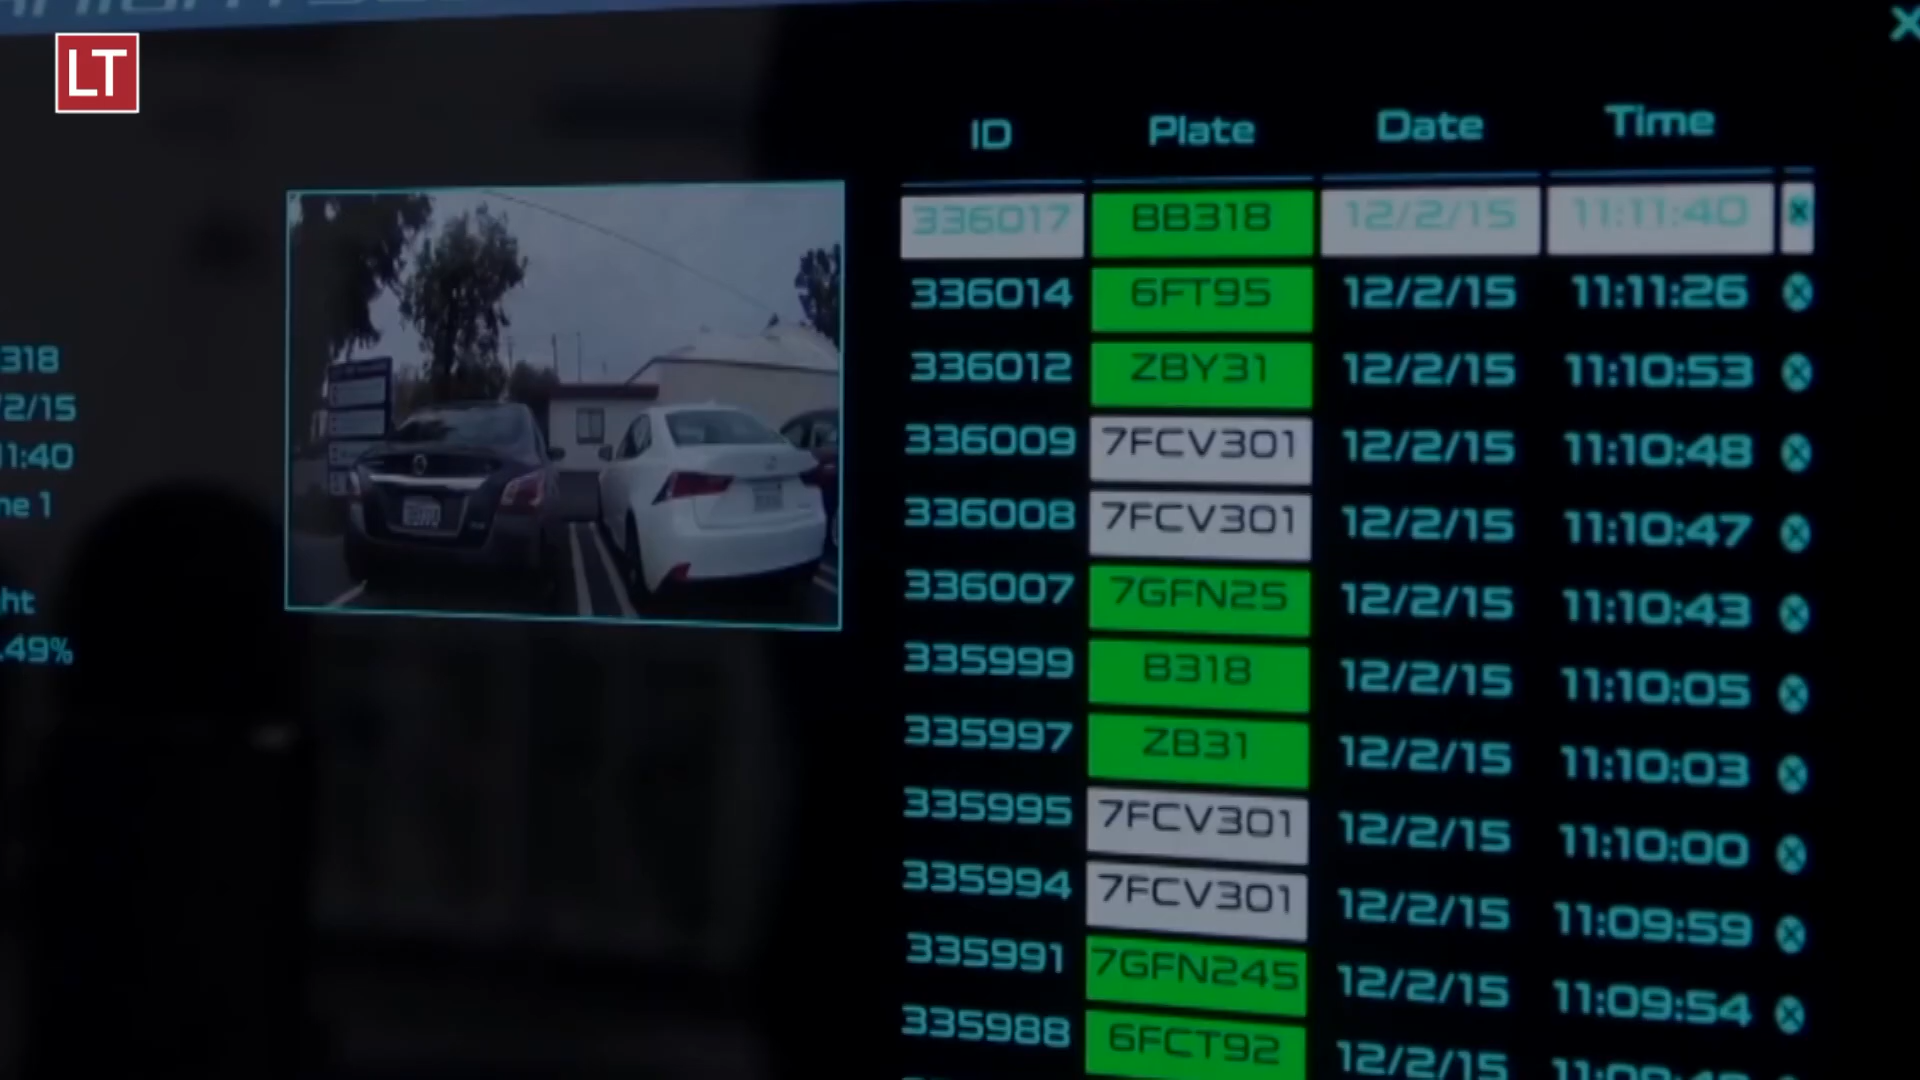 LT
ID Plate Date Time
336017 BB318 12/2/15 11:11:40
336014 6FT95 12/2/15 11:11:26
336012 ZBY31 12/2/15 11:10:53
336009 7FCV301 12/2/15 11:10:48
336008 7FCV301 12/2/15 11:10:47
336007 7GFN25 12/2/15 11:10:43
335999 B318 12/2/15 11:10:05
335997 ZB31 12/2/15 11:10:03
335995 7FCV301 12/2/15 11:10:00
335994 7FCV301 12/2/15 11:09:59
335991 7GFN245 12/2/15 11:09:54
335988 6FCT92 12/2/15
318
/2/15
11:40
ne 1
ht
.49%